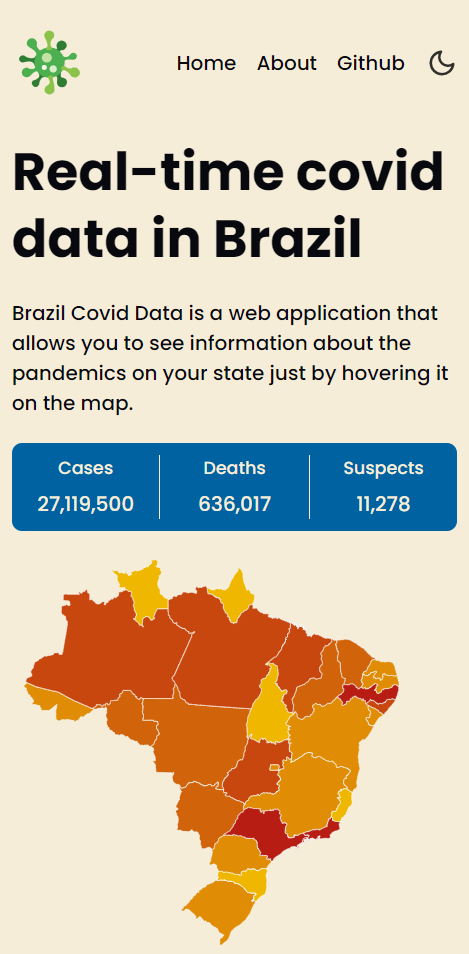 Home About Github
Real-time covid
data in Brazil
Brazil Covid Data is a web application that
allows you to see information about the
pandemics on your state just by hovering it
on the map.
Cases Deaths Suspects
27,119,500 636,017 11,278